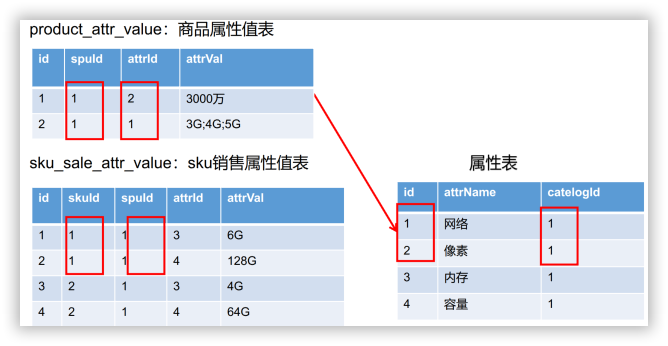 product_attr_value：商品属性值表
id spuId attrId attrVal
1 1 2 3000万
2 1 1 3G;4G;5G
sku_sale_attr_value：sku销售属性值表
id skuId spuId attrId attrVal
1 1 1 3 6G
2 1 1 4 128G
3 2 1 3 4G
4 2 1 4 64G
属性表
id attrName catelogId
1 网络 1
2 像素 1
3 内存 1
4 容量 1